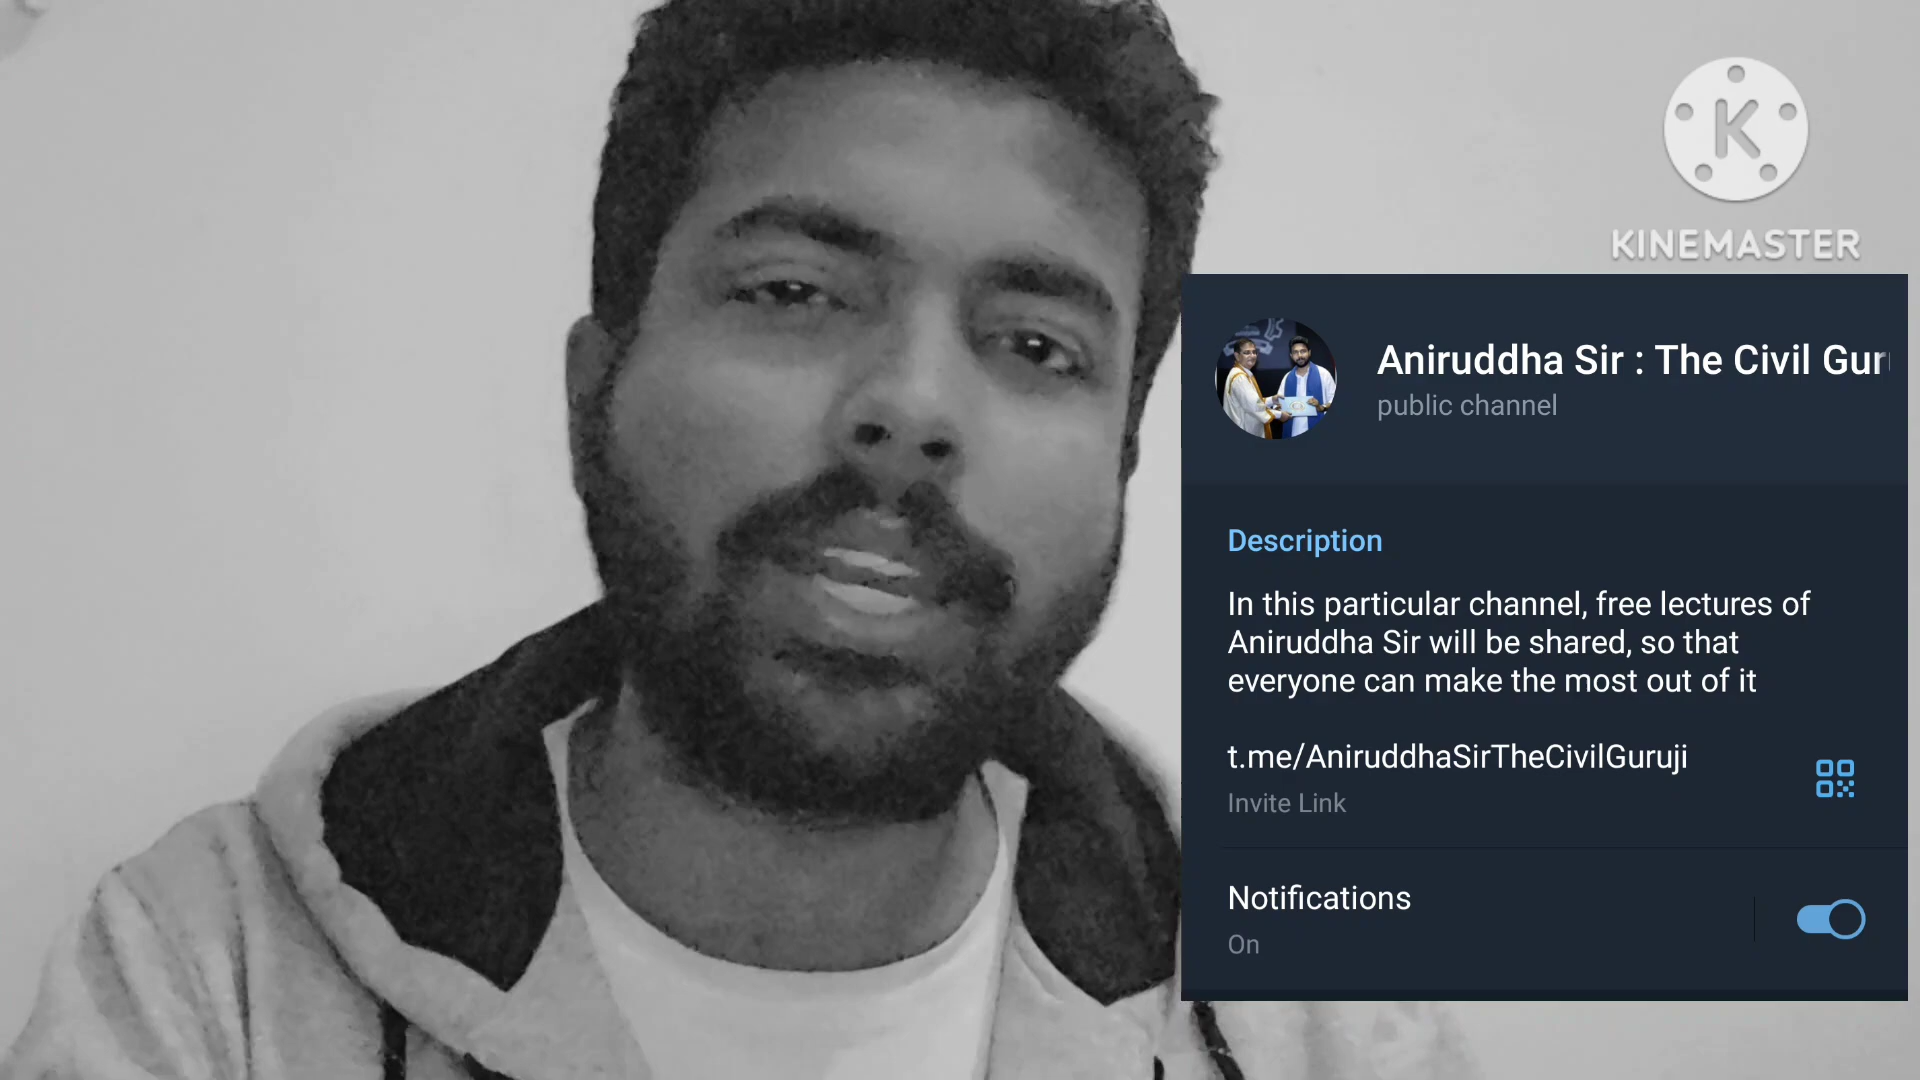 K
KINEMASTER
Aniruddha Sir : The Civil Gur
public channel
Description
In this particular channel, free lectures of
Aniruddha Sir will be shared, so that
everyone can make the most out of it
t.me/AniruddhaSirTheCivilGuruji
Invite Link
Notifications
On